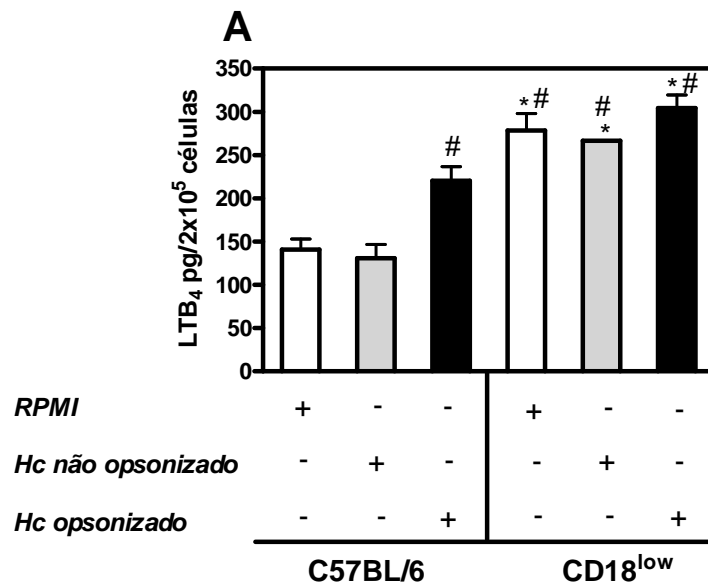 A
LTB₄ pg/2x10⁵ células
350
300
250
200
150
100
50
0
#
*#
#
*
*#
RPMI + - - + - -
Hc não opsonizado - + - - + -
Hc opsonizado - - + - - +
C57BL/6 CD18ˡᵒʷ